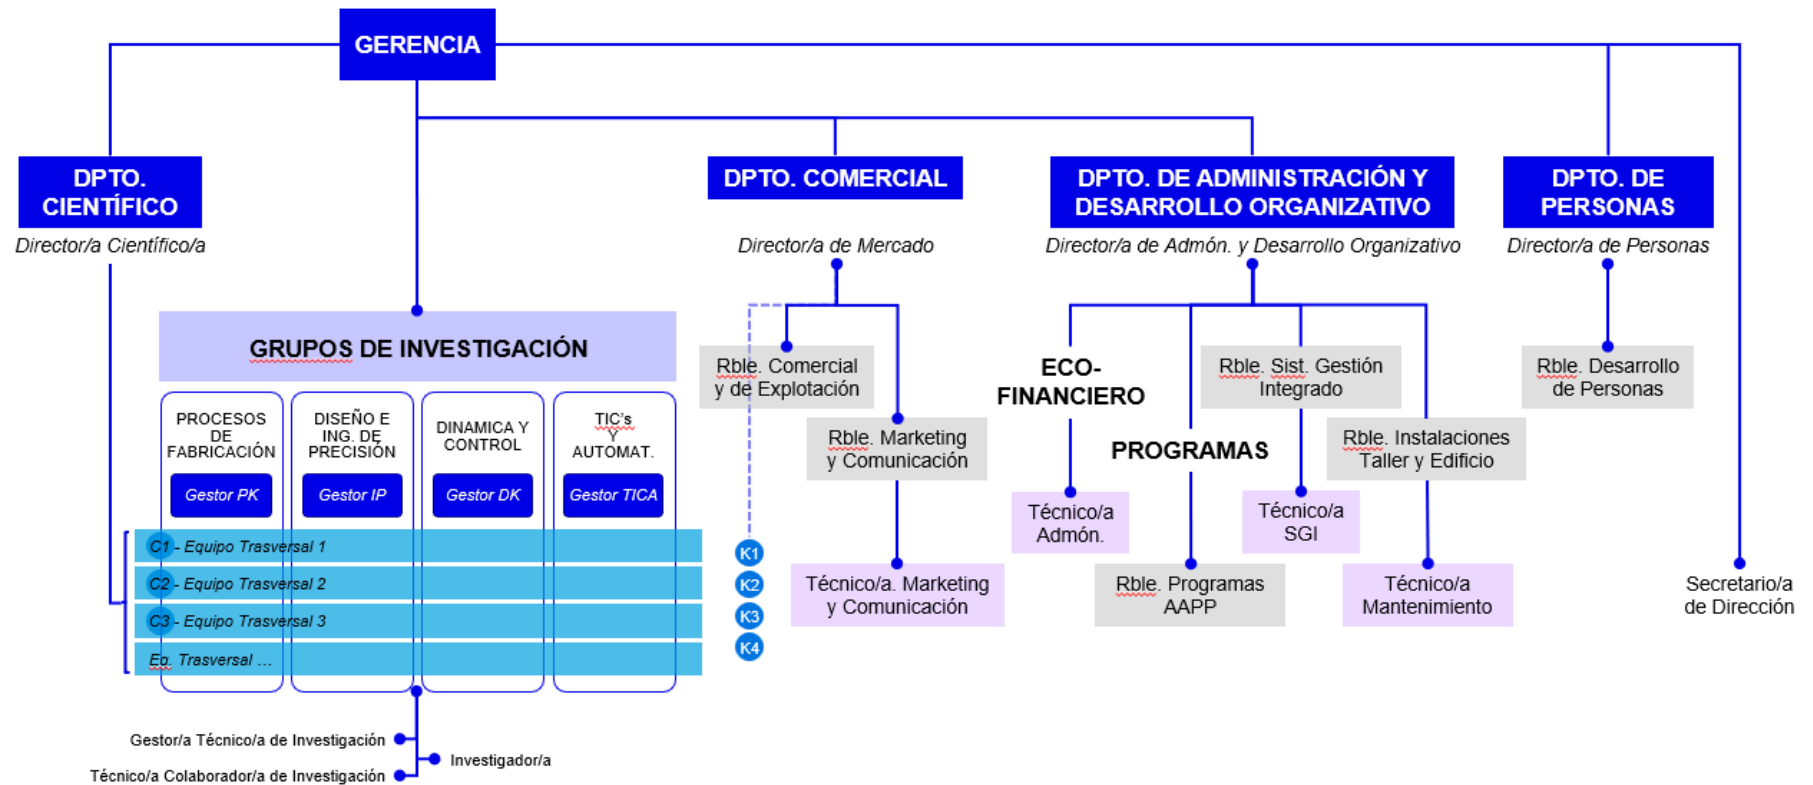 GERENCIA
DPTO.
CIENTÍFICO
Director/a Científico/a
DPTO. COMERCIAL
Director/a de Mercado
DPTO. DE ADMINISTRACIÓN Y
DESARROLLO ORGANIZATIVO
Director/a de Admón. y Desarrollo Organizativo
DPTO. DE
PERSONAS
Director/a de Personas
GRUPOS DE INVESTIGACIÓN
PROCESOS
DE
FABRICACIÓN
Gestor PK
DISEÑO E
ING. DE
PRECISIÓN
Gestor IP
DINAMICA Y
CONTROL
Gestor DK
TIC's
Y
AUTOMAT.
Gestor TICA
C1 - Equipo Trasversal 1
C2 - Equipo Trasversal 2
C3 - Equipo Trasversal 3
Eq. Trasversal ...
K1
K2
K3
K4
Gestor/a Técnico/a de Investigación
Investigador/a
Técnico/a Colaborador/a de Investigación
Rble. Comercial
y de Explotación
Rble. Marketing
y Comunicación
Técnico/a. Marketing
y Comunicación
ECO-
FINANCIERO
Técnico/a
Admón.
PROGRAMAS
Rble. Programas
AAPP
Rble. Sist. Gestión
Integrado
Técnico/a
SGI
Rble. Instalaciones
Taller y Edificio
Técnico/a
Mantenimiento
Rble. Desarrollo
de Personas
Secretario/a
de Dirección